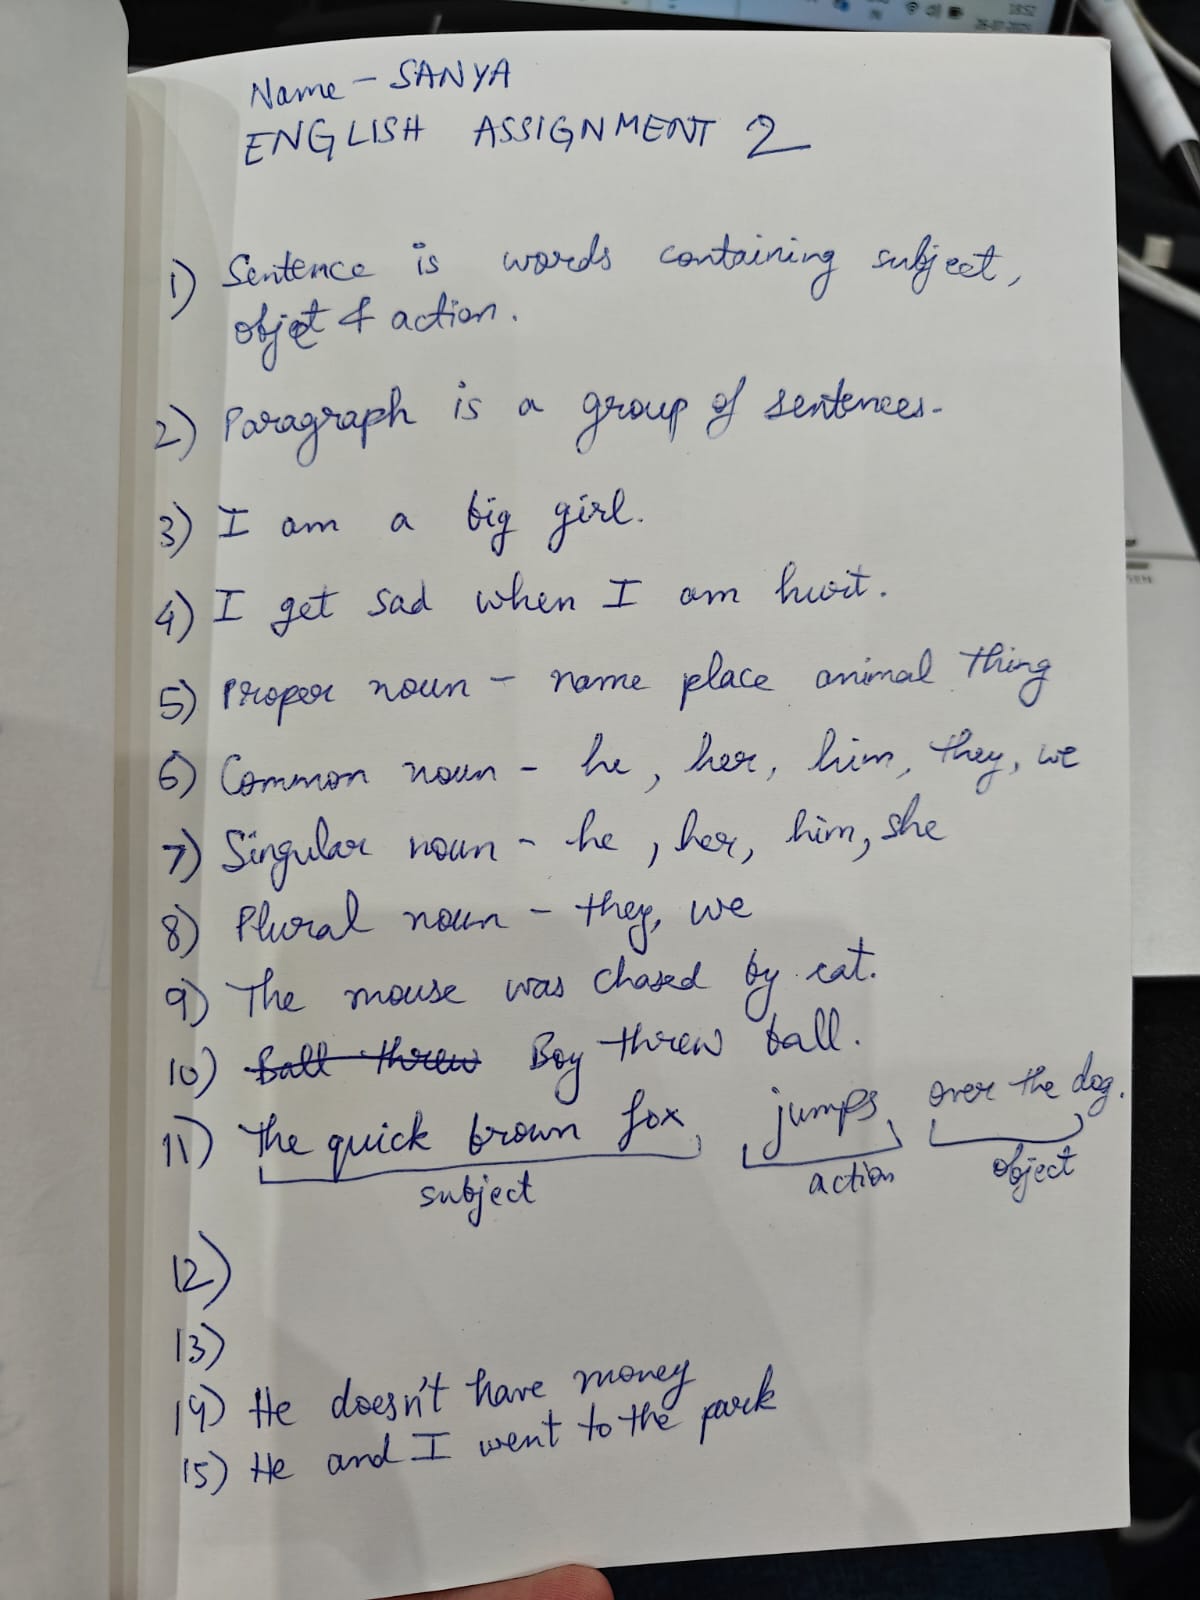 18:52
Name - SANYA
ENGLISH ASSIGNMENT 2
1) Sentence is words containing subject,
objet & action.
2) Paragraph is a group of sentences.
3) I am a big girl.
4) I get sad when I am hurt.
5) Proper noun - name place animal thing
6) Common noun - he, her, him, they, we
7) Singular noun - he, her, him, she
8) Plural noun - they, we
9) The mouse was chased by cat.
10) Ball threw Boy threw ball.
11) The quick brown fox jumps over the dog.
subject action object
12)
13)
14) He doesn't have money
15) He and I went to the park